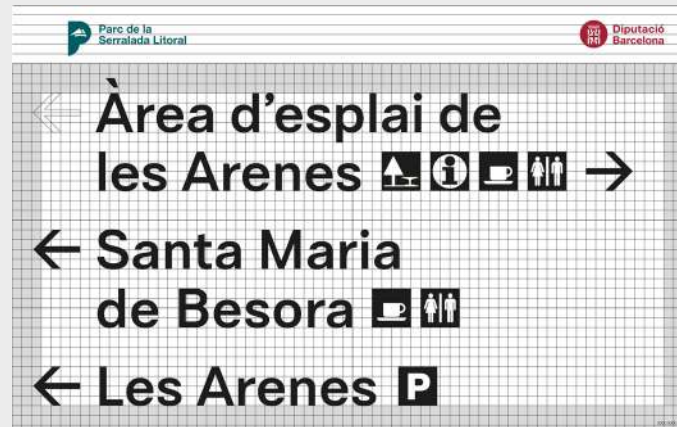 Parc de la
Serralada Litoral
Diputació
Barcelona
Àrea d'esplai de
les Arenes
Santa Maria
de Besora
Les Arenes P